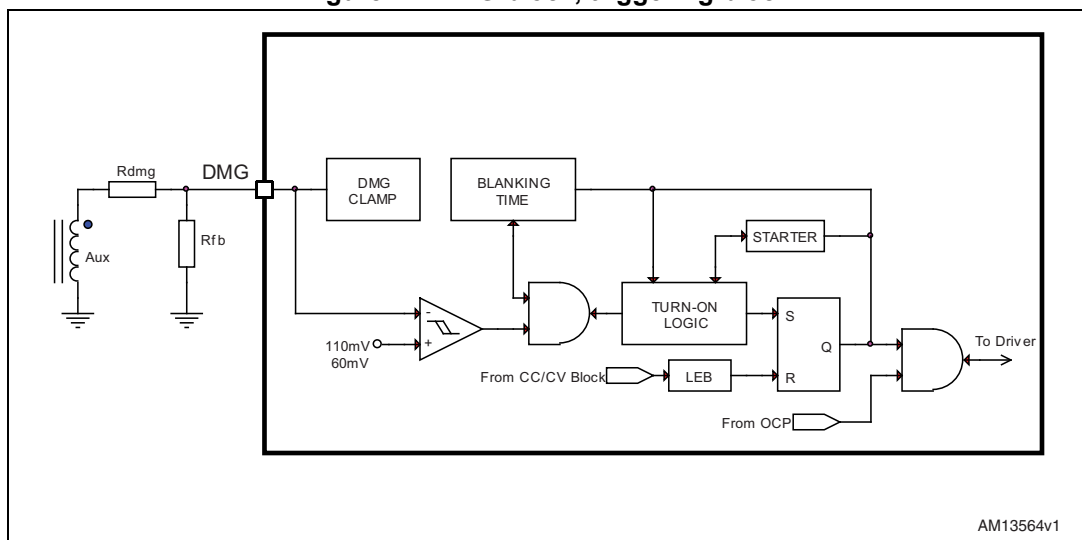 DMG
Rdmg
Rfb
Aux
DMG
CLAMP
BLANKING
TIME
STARTER
TURN-ON
LOGIC
-
+
110mV
60mV
S
Q
R
To Driver
From CC/CV Block
LEB
From OCP
AM13564v1